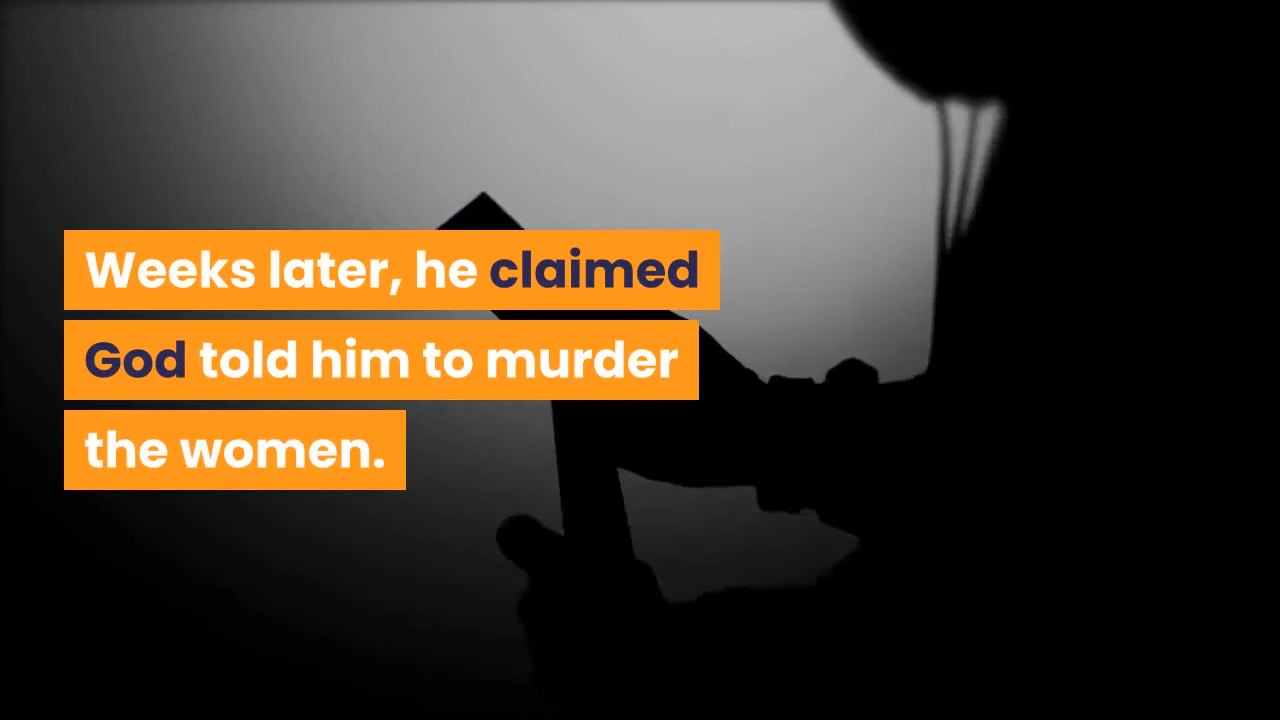 Weeks later, he claimed
God told him to murder
the women.